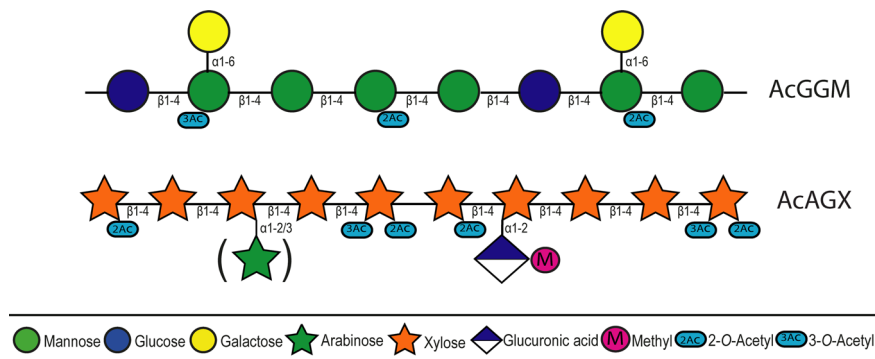 α1-6 α1-6
β1-4 β1-4 β1-4 β1-4 β1-4 β1-4 β1-4 AcGGM
3AC 2AC 2AC
AcAGX
β1-4 β1-4 β1-4 β1-4 β1-4 β1-4 β1-4 β1-4
2AC α1-2/3 3AC 2AC 2AC α1-2 3AC 2AC
( ) M
Mannose Glucose Galactose Arabinose Xylose Glucuronic acid M Methyl 2AC 2-O-Acetyl 3AC 3-O-Acetyl